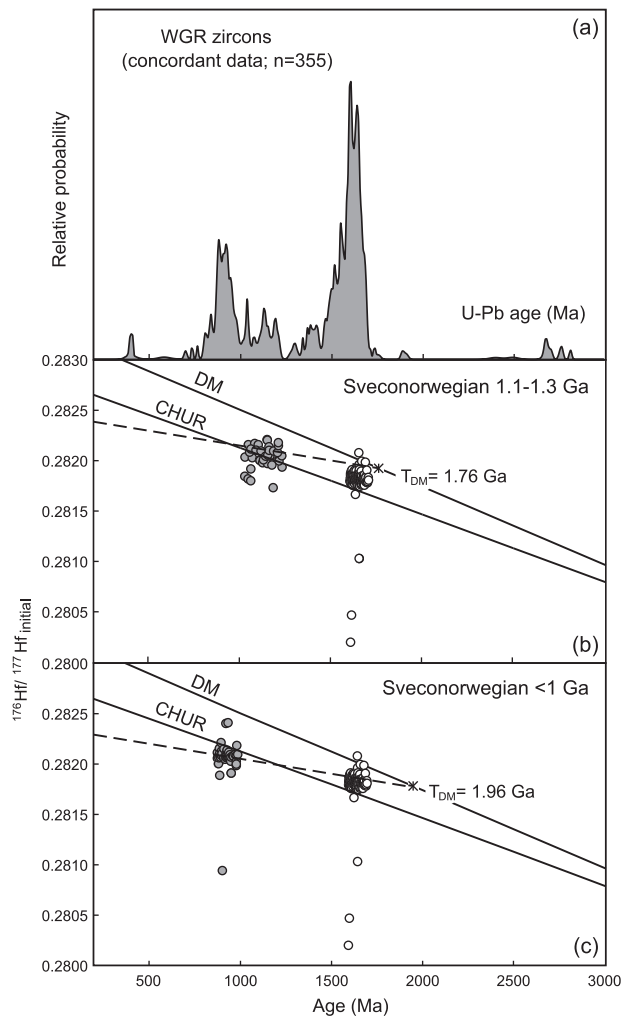 (a)
WGR zircons
(concordant data; n=355)
Relative probability
U-Pb age (Ma)
0.2830
DM
Sveconorwegian 1.1-1.3 Ga
0.2825
CHUR
0.2820
T_DM= 1.76 Ga
0.2815
0.2810
0.2805
(b)
0.2800
¹⁷⁶Hf/ ¹⁷⁷Hf initial
DM
Sveconorwegian <1 Ga
0.2825
CHUR
0.2820
T_DM= 1.96 Ga
0.2815
0.2810
0.2805
(c)
0.2800
500 1000 1500 2000 2500 3000
Age (Ma)